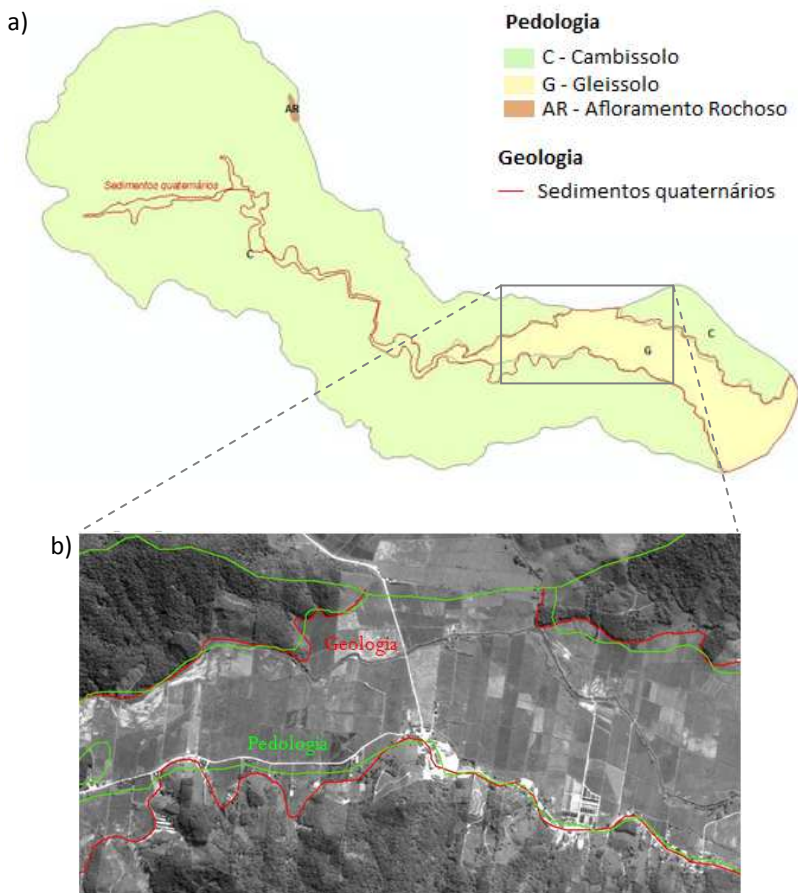 a)
Pedologia
C - Cambissolo
G - Gleissolo
AR - Afloramento Rochoso
Geologia
Sedimentos quaternários
AR
Sedimentos quaternários
C
C
G
b)
Geologia
Pedologia